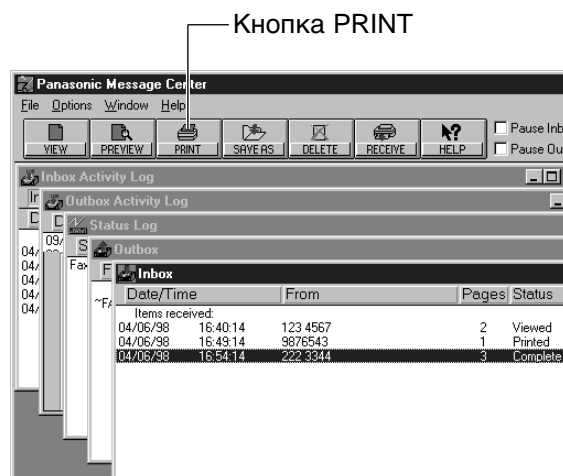 Кнопка PRINT
Panasonic Message Center
File Options Window Help
VIEW PREVIEW PRINT SAVE AS DELETE RECEIVE HELP
Pause Inb
Pause Ou
Inbox Activity Log
Outbox Activity Log
Status Log
Outbox
Inbox
Date/Time From Pages Status
Items received:
04/06/98 16:40:14 123 4567 2 Viewed
04/06/98 16:49:14 9876543 1 Printed
04/06/98 16:54:14 222 3344 3 Complete